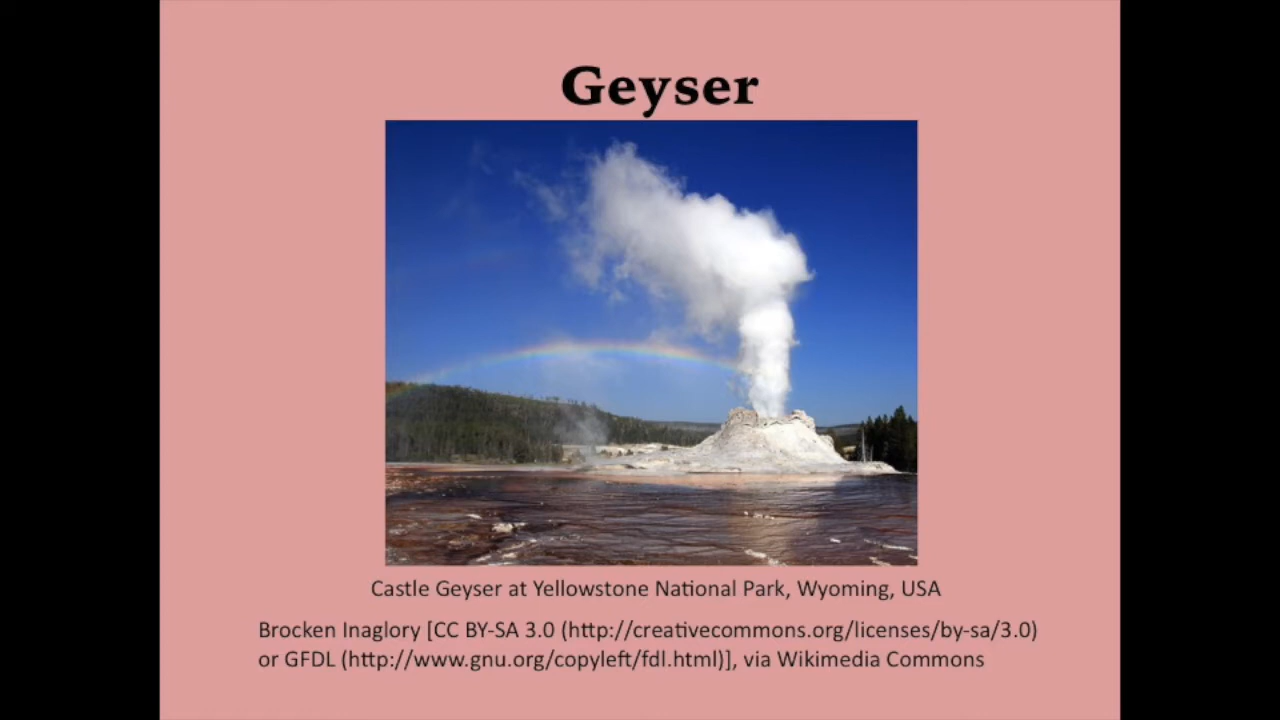 Geyser
Castle Geyser at Yellowstone National Park, Wyoming, USA
Brocken Inaglory [CC BY-SA 3.0 (http://creativecommons.org/licenses/by-sa/3.0)
or GFDL (http://www.gnu.org/copyleft/fdl.html)], via Wikimedia Commons